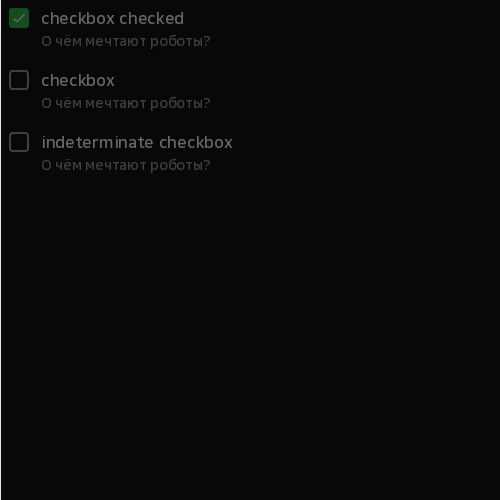 checkbox checked
О чём мечтают роботы?
checkbox
О чём мечтают роботы?
indeterminate checkbox
О чём мечтают роботы?